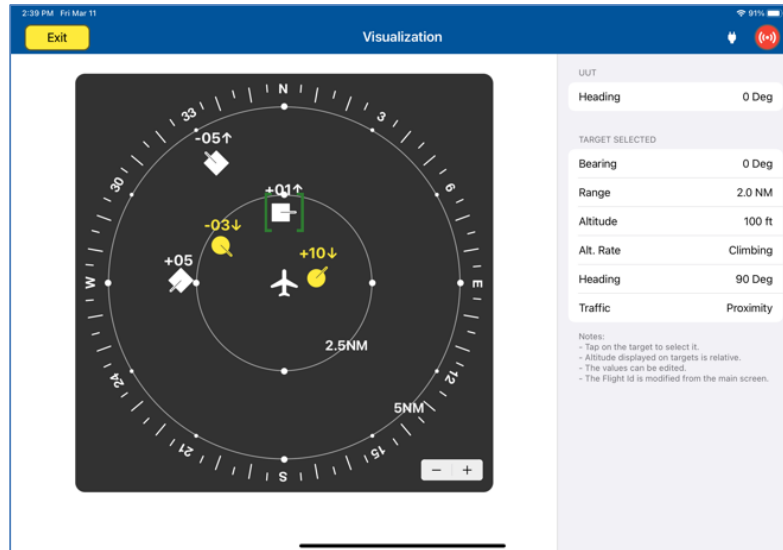 2:39 PM Fri Mar 11
91%
Exit
Visualization
N
3
6
E
12
15
S
21
24
W
30
33
-05↑
+01↑
-03↓
+10↓
+05
2.5NM
5NM
− +
UUT
Heading 0 Deg
TARGET SELECTED
Bearing 0 Deg
Range 2.0 NM
Altitude 100 ft
Alt. Rate Climbing
Heading 90 Deg
Traffic Proximity
Notes:
- Tap on the target to select it.
- Altitude displayed on targets is relative.
- The values can be edited.
- The Flight Id is modified from the main screen.